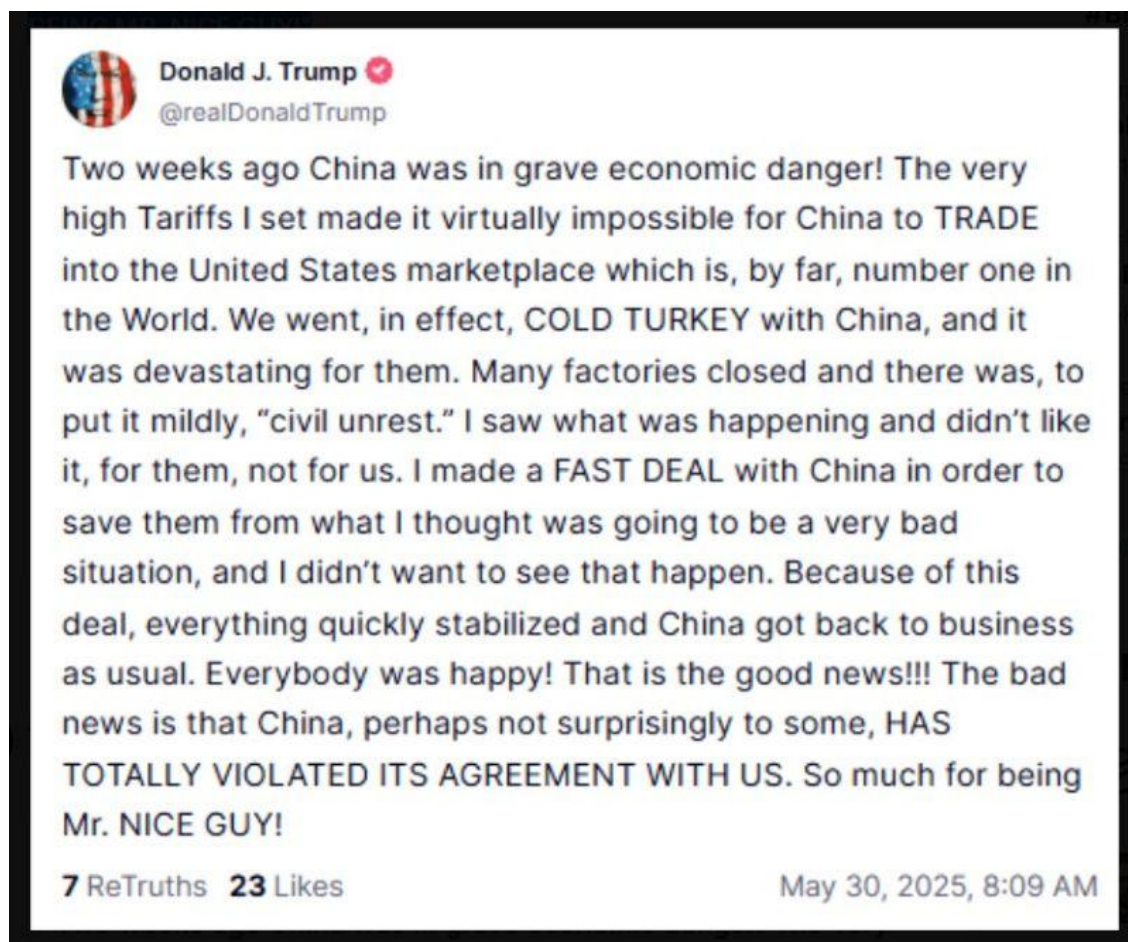 Donald J. Trump
@realDonaldTrump
Two weeks ago China was in grave economic danger! The very
high Tariffs I set made it virtually impossible for China to TRADE
into the United States marketplace which is, by far, number one in
the World. We went, in effect, COLD TURKEY with China, and it
was devastating for them. Many factories closed and there was, to
put it mildly, “civil unrest.” I saw what was happening and didn’t like
it, for them, not for us. I made a FAST DEAL with China in order to
save them from what I thought was going to be a very bad
situation, and I didn’t want to see that happen. Because of this
deal, everything quickly stabilized and China got back to business
as usual. Everybody was happy! That is the good news!!! The bad
news is that China, perhaps not surprisingly to some, HAS
TOTALLY VIOLATED ITS AGREEMENT WITH US. So much for being
Mr. NICE GUY!
7 ReTruths 23 Likes May 30, 2025, 8:09 AM